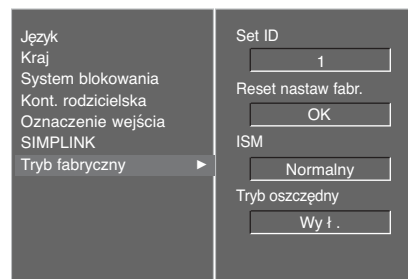 Język
Kraj
System blokowania
Kont. rodzicielska
Oznaczenie wejścia
SIMPLINK
Tryb fabryczny ►
Set ID
1
Reset nastaw fabr.
OK
ISM
Normalny
Tryb oszczędny
Wy ł .